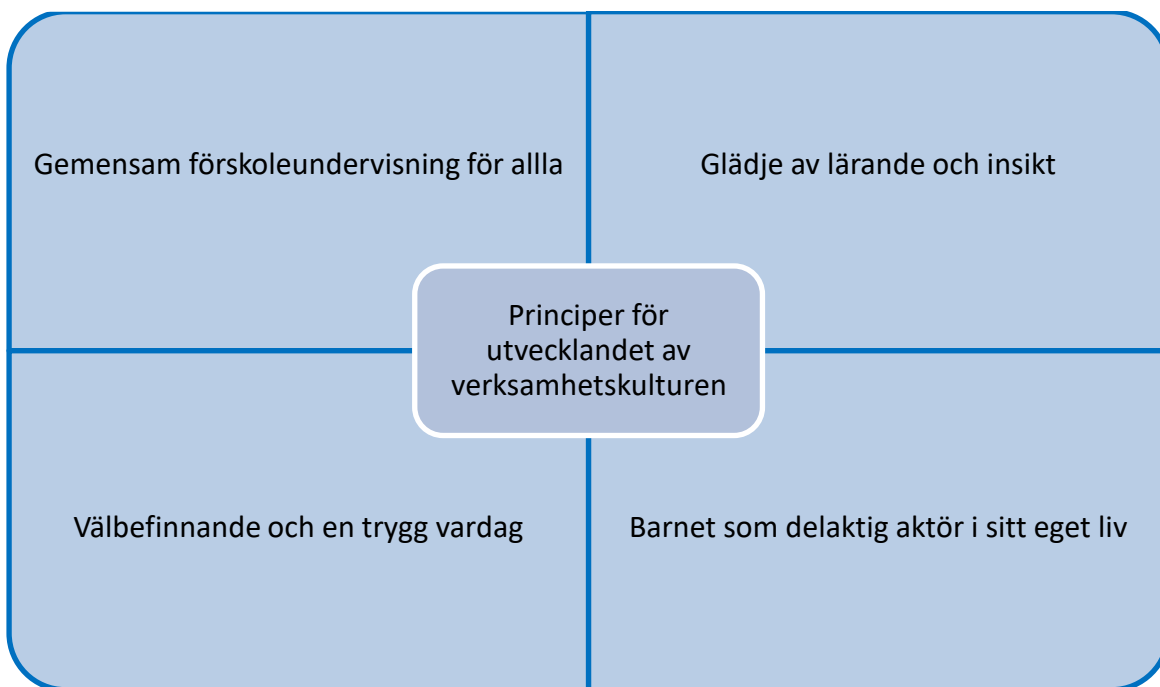 Gemensam förskoleundervisning för allla
Glädje av lärande och insikt
Principer för
utvecklandet av
verksamhetskulturen
Välbefinnande och en trygg vardag
Barnet som delaktig aktör i sitt eget liv